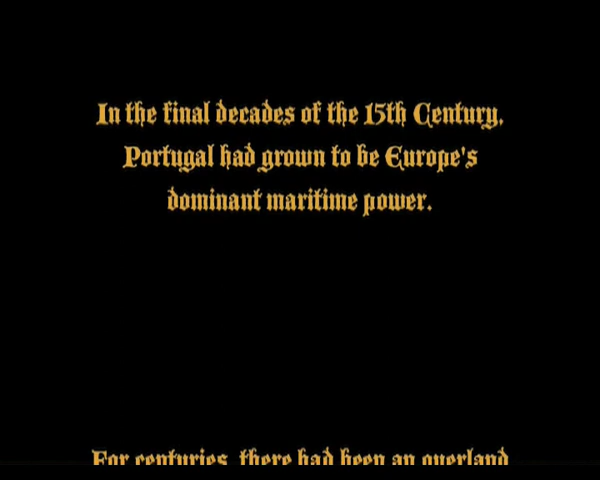 In the final decades of the 15th Century,
Portugal had grown to be Europe's
dominant maritime power.
For centuries, there had been an overland